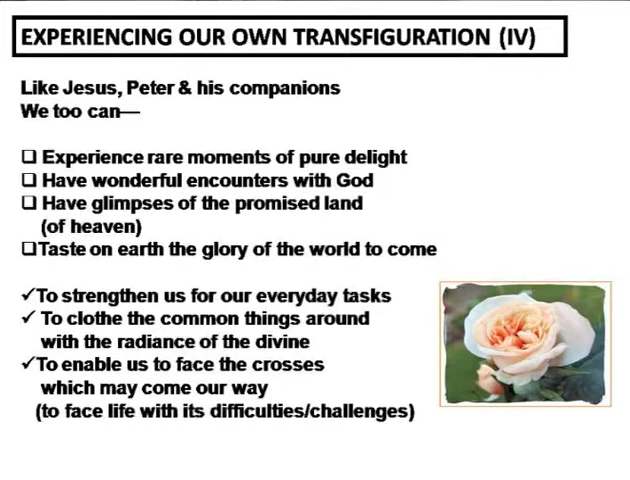 EXPERIENCING OUR OWN TRANSFIGURATION (IV)
Like Jesus, Peter & his companions
We too can—
❑ Experience rare moments of pure delight
❑ Have wonderful encounters with God
❑ Have glimpses of the promised land
(of heaven)
❑Taste on earth the glory of the world to come
✓To strengthen us for our everyday tasks
✓ To clothe the common things around
with the radiance of the divine
✓To enable us to face the crosses
which may come our way
(to face life with its difficulties/challenges)